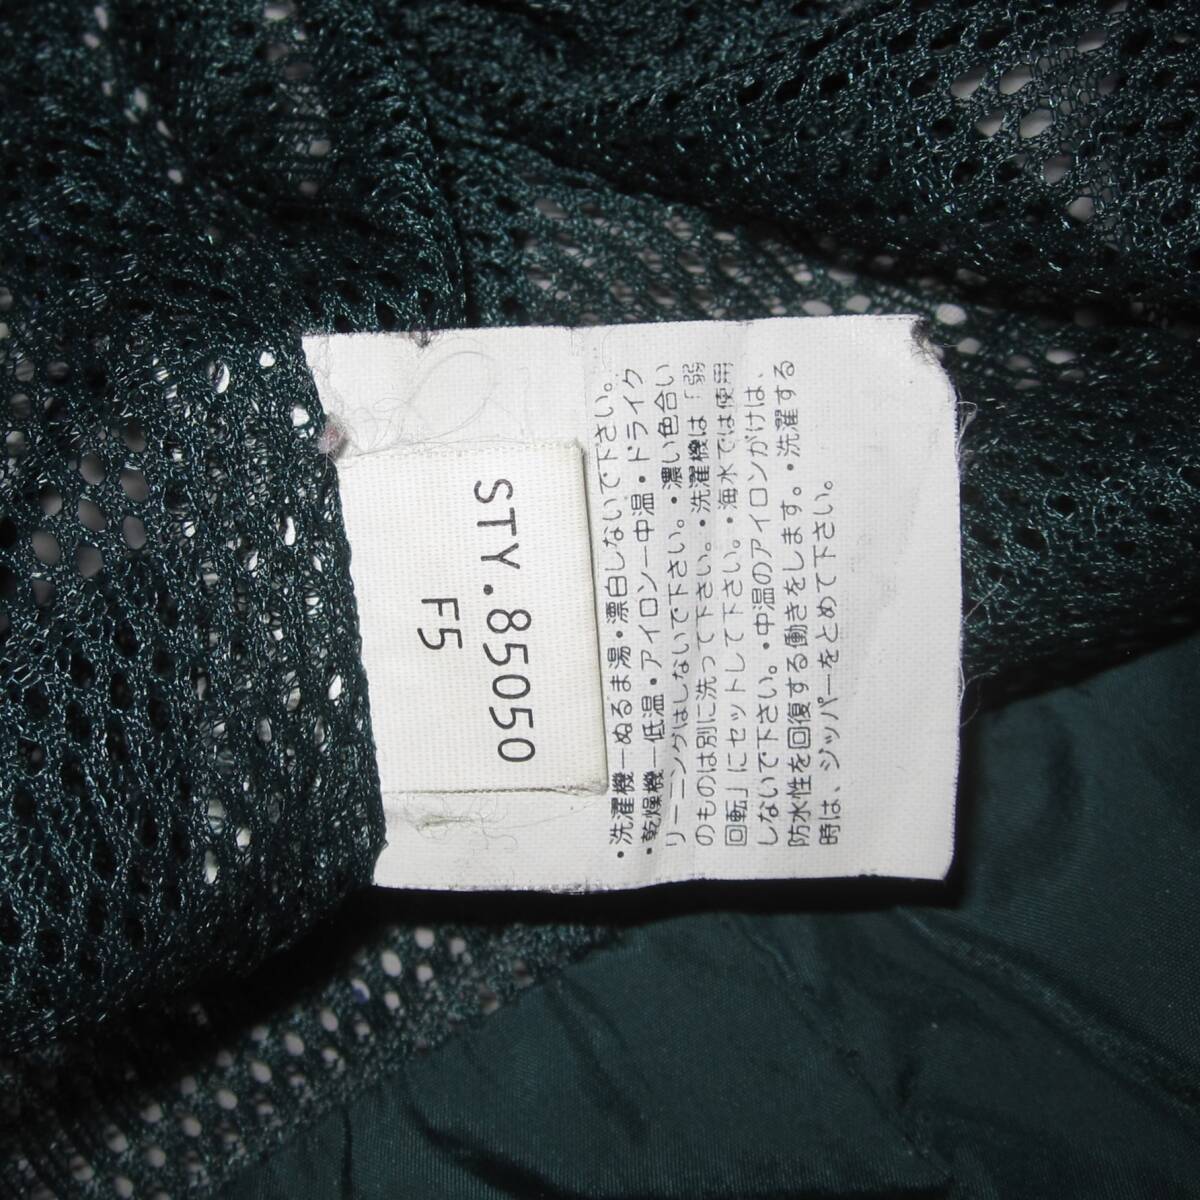 STY.85050
F5
・洗濯機―ぬるま湯・漂白しないで下さい。
・乾燥機―低温・アイロン―中温・ドライク
リーニングはしないで下さい。・濃い色合い
のものは別に洗って下さい。・洗濯機は「弱
回転」にセットして下さい。・海水では使用
しないで下さい。・中温のアイロンがけは、
防水性を回復する働きをします。・洗濯する
時は、ジッパーをとめて下さい。